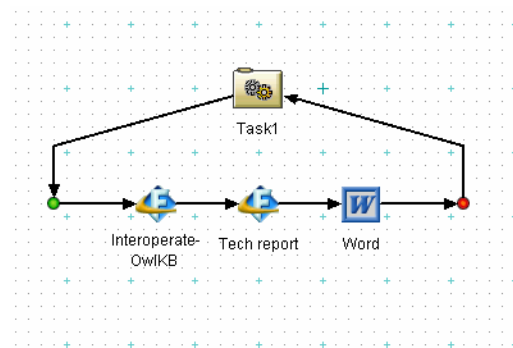 Task1
Interoperate-
OwlKB
Tech report
Word